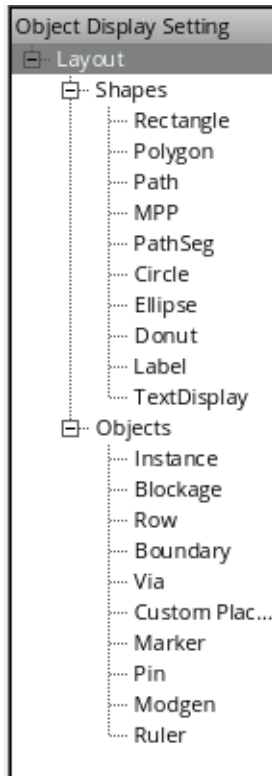 Object Display Setting
Layout
Shapes
Rectangle
Polygon
Path
MPP
PathSeg
Circle
Ellipse
Donut
Label
TextDisplay
Objects
Instance
Blockage
Row
Boundary
Via
Custom Plac...
Marker
Pin
Modgen
Ruler